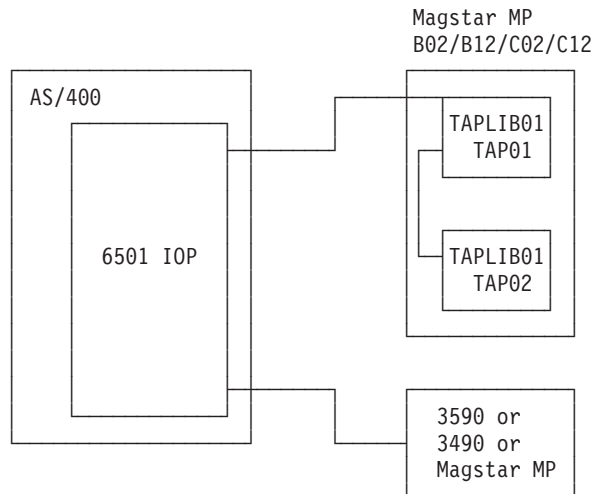 Magstar MP
B02/B12/C02/C12
AS/400
TAPLIB01
TAP01
6501 IOP
TAPLIB01
TAP02
3590 or
3490 or
Magstar MP